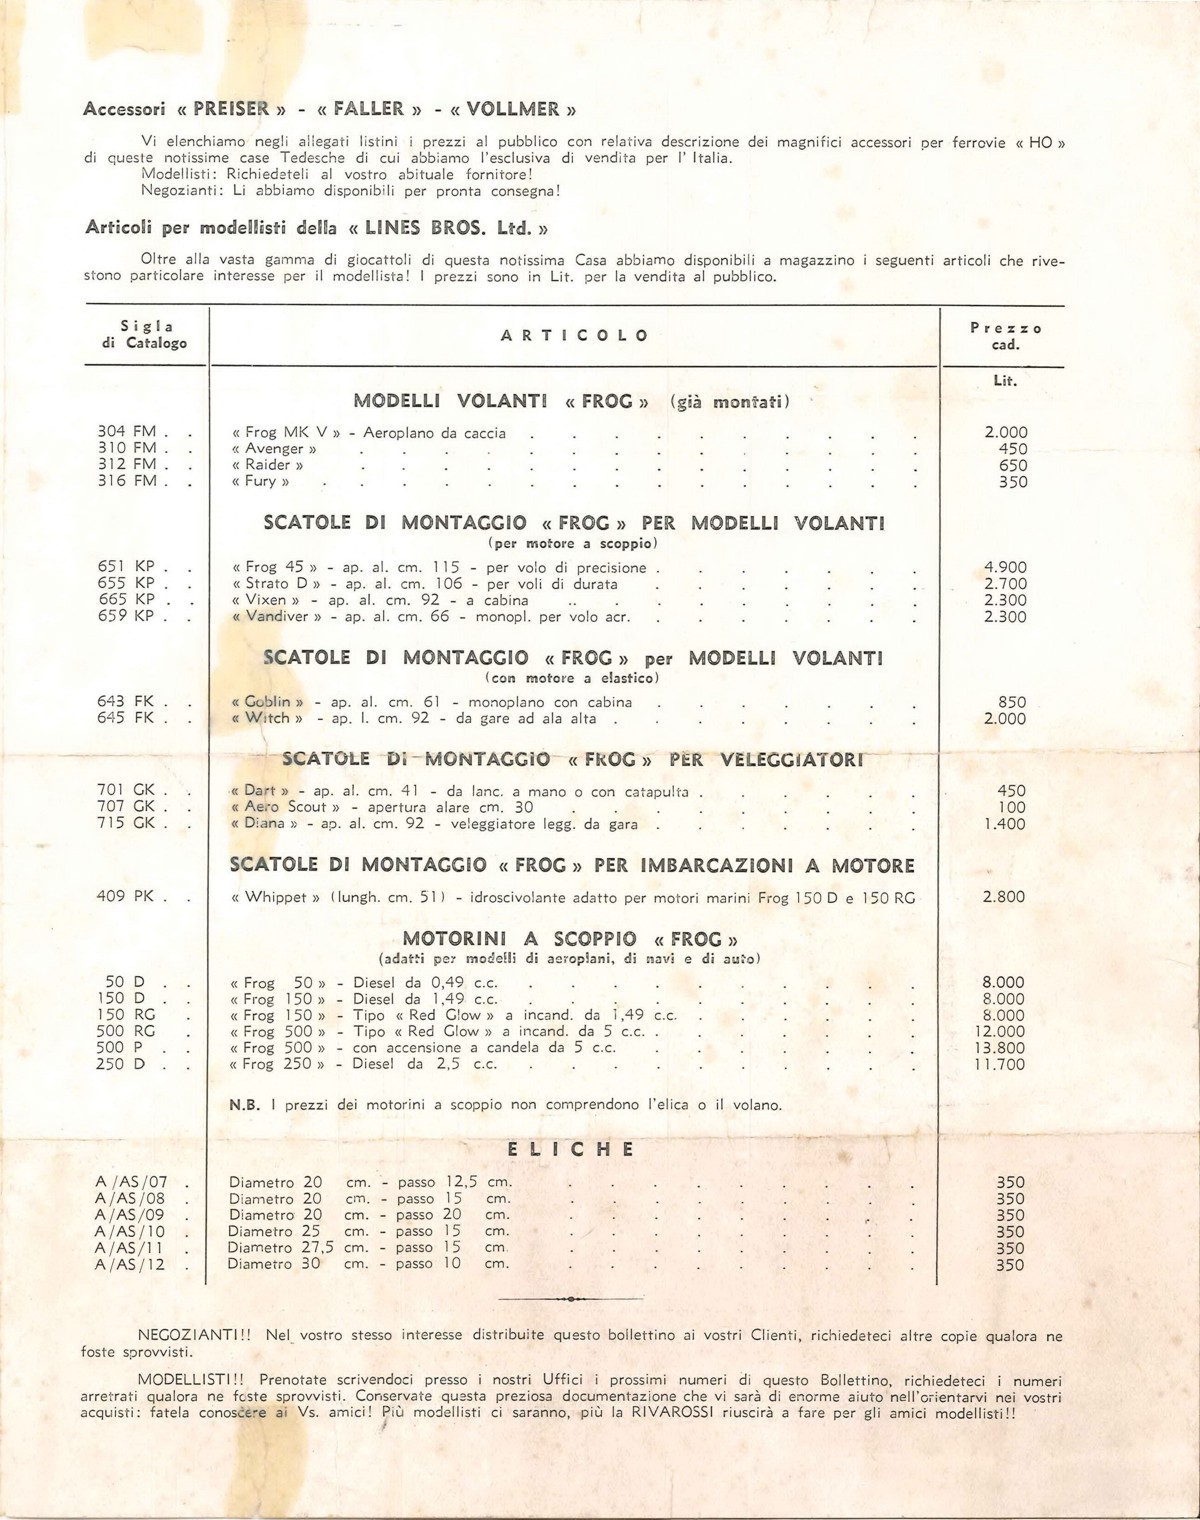 Accessori « PREISER » - « FALLER » - « VOLLMER »
Vi elenchiamo negli allegati listini i prezzi al pubblico con relativa descrizione dei magnifici accessori per ferrovie « HO »
di queste notissime case Tedesche di cui abbiamo l'esclusiva di vendita per l' Italia.
Modellisti: Richiedeteli al vostro abituale fornitore!
Negozianti: Li abbiamo disponibili per pronta consegna!
Articoli per modellisti della « LINES BROS. Ltd. »
Oltre alla vasta gamma di giocattoli di questa notissima Casa abbiamo disponibili a magazzino i seguenti articoli che rive-
stono particolare interesse per il modellista! I prezzi sono in Lit. per la vendita al pubblico.
Sigla di Catalogo ARTICOLO Prezzo cad.
Lit.
MODELLI VOLANTI « FROG » (già montati)
304 FM . . « Frog MK V » - Aeroplano da caccia . . . . . . . . 2.000
310 FM . . « Avenger » . . . . . . . . 450
312 FM . . « Raider » . . . . . . . . 650
316 FM . . « Fury » . . . . . . . . 350
SCATOLE DI MONTAGGIO « FROG » PER MODELLI VOLANTI
(per motore a scoppio)
651 KP . . « Frog 45 » - ap. al. cm. 115 - per volo di precisione . . . . . . 4.900
655 KP . . « Strato D » - ap. al. cm. 106 - per voli di durata . . . . . . 2.700
665 KP . . « Vixen » - ap. al. cm. 92 - a cabina .. . . . . . . 2.300
659 KP . . « Vandiver » - ap. al. cm. 66 - monopl. per volo acr. . . . . . . 2.300
SCATOLE DI MONTAGGIO « FROG » per MODELLI VOLANTI
(con motore a elastico)
643 FK . . « Goblin » - ap. al. cm. 61 - monoplano con cabina . . . . . . 850
645 FK . . « Witch » - ap. l. cm. 92 - da gare ad ala alta . . . . . . . 2.000
SCATOLE DI MONTAGGIO « FROG » PER VELEGGIATORI
701 GK . . « Dart » - ap. al. cm. 41 - da lanc. a mano o con catapulta . . . . . 450
707 GK . . « Aero Scout » - apertura alare cm. 30 . . . . . . . 100
715 GK . . « Diana » - ap. al. cm. 92 - veleggiatore legg. da gara . . . . . . 1.400
SCATOLE DI MONTAGGIO « FROG » PER IMBARCAZIONI A MOTORE
409 PK . . « Whippet » (lungh. cm. 51) - idroscivolante adatto per motori marini Frog 150 D e 150 RG 2.800
MOTORINI A SCOPPIO « FROG »
(adatti per modelli di aeroplani, di navi e di auto)
50 D . . « Frog 50 » - Diesel da 0,49 c.c. . . . . . . . . 8.000
150 D . . « Frog 150 » - Diesel da 1,49 c.c. . . . . . . . . 8.000
150 RG . « Frog 150 » - Tipo « Red Glow » a incand. da 1,49 c.c. . . . . . 8.000
500 RG . « Frog 500 » - Tipo « Red Glow » a incand. da 5 c.c. . . . . . . 12.000
500 P . . « Frog 500 » - con accensione a candela da 5 c.c. . . . . . . 13.800
250 D . . « Frog 250 » - Diesel da 2,5 c.c. . . . . . . . . 11.700
N.B. I prezzi dei motorini a scoppio non comprendono l'elica o il volano.
ELICHE
A/AS/07 . Diametro 20 cm. - passo 12,5 cm. . . . . . . . 350
A/AS/08 . Diametro 20 cm. - passo 15 cm. . . . . . . . 350
A/AS/09 . Diametro 20 cm. - passo 20 cm. . . . . . . . 350
A/AS/10 . Diametro 25 cm. - passo 15 cm. . . . . . . . 350
A/AS/11 . Diametro 27,5 cm. - passo 15 cm. . . . . . . . 350
A/AS/12 . Diametro 30 cm. - passo 10 cm. . . . . . . . 350
NEGOZIANTI!! Nel vostro stesso interesse distribuite questo bollettino ai vostri Clienti, richiedeteci altre copie qualora ne
foste sprovvisti.
MODELLISTI!! Prenotate scrivendoci presso i nostri Uffici i prossimi numeri di questo Bollettino, richiedeteci i numeri
arretrati qualora ne foste sprovvisti. Conservate questa preziosa documentazione che vi sarà di enorme aiuto nell'orientarvi nei vostri
acquisti: fatela conoscere ai Vs. amici! Più modellisti ci saranno, più la RIVAROSSI riuscirà a fare per gli amici modellisti!!